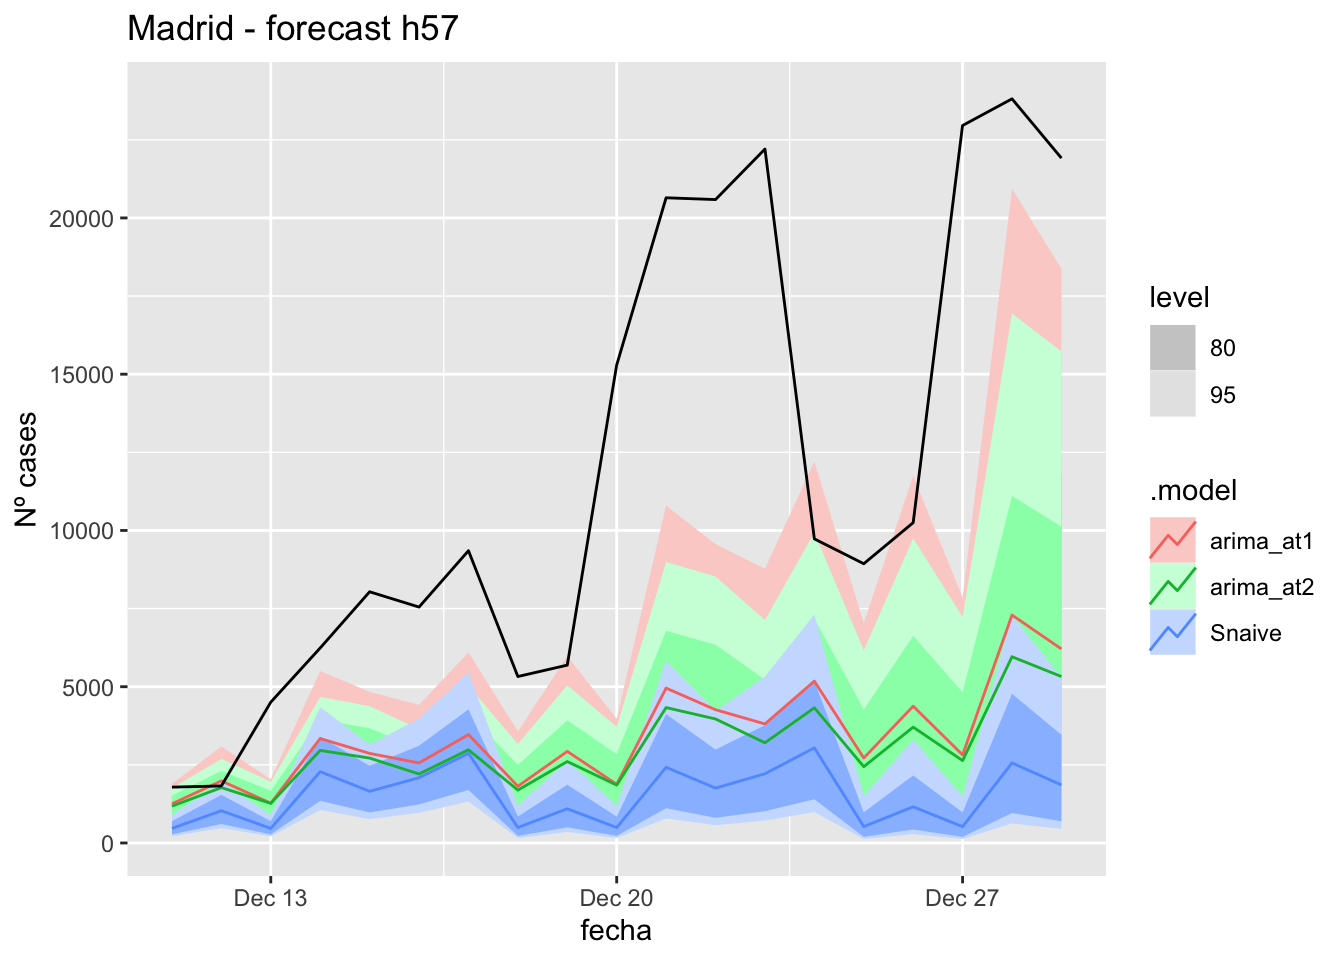 Madrid - forecast h57
20000
15000
10000
5000
0
Nº cases
Dec 13
Dec 20
Dec 27
fecha
level
80
95
.model
arima_at1
arima_at2
Snaive